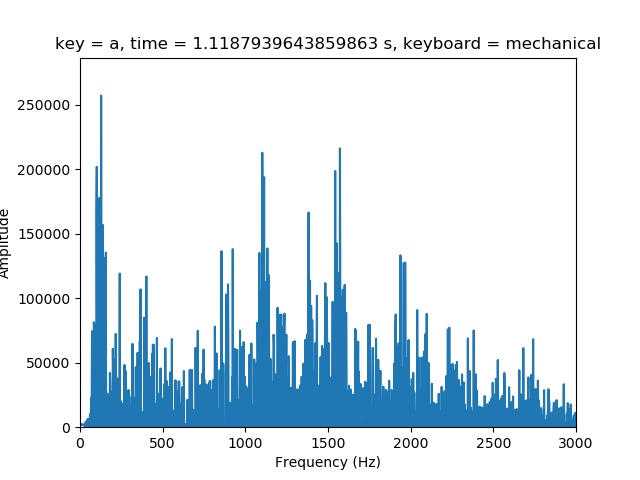 key = a, time = 1.1187939643859863 s, keyboard = mechanical
Amplitude
250000
200000
150000
100000
50000
0
0 500 1000 1500 2000 2500 3000
Frequency (Hz)